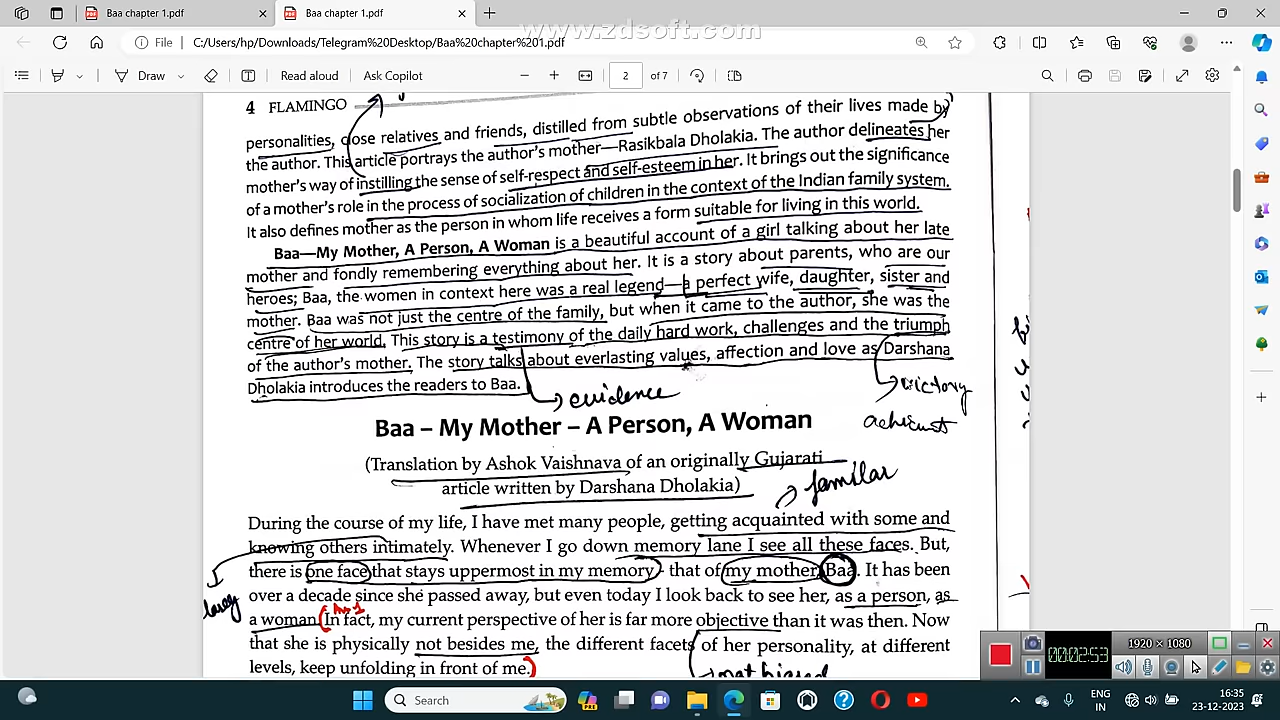 Baa chapter 1.pdf
Baa chapter 1.pdf
www.zdsoft.com
File
C:/Users/hp/Downloads/Telegram%20Desktop/Baa%20chapter%201.pdf
Draw
Read aloud
Ask Copilot
2
of 7
4 FLAMINGO
personalities, close relatives and friends, distilled from subtle observations of their lives made by
the author. This article portrays the author's mother—Rasikbala Dholakia. The author delineates her
mother's way of instilling the sense of self-respect and self-esteem in her. It brings out the significance
of a mother's role in the process of socialization of children in the context of the Indian family system.
It also defines mother as the person in whom life receives a form suitable for living in this world.
Baa—My Mother, A Person, A Woman is a beautiful account of a girl talking about her late
mother and fondly remembering everything about her. It is a story about parents, who are our
heroes; Baa, the women in context here was a real legend—a perfect wife, daughter, sister and
mother. Baa was not just the centre of the family, but when it came to the author, she was the
centre of her world. This story is a testimony of the daily hard work, challenges and the triumph
of the author's mother. The story talks about everlasting values, affection and love as Darshana
Dholakia introduces the readers to Baa.
evidence
victory
Baa – My Mother – A Person, A Woman
(Translation by Ashok Vaishnava of an originally Gujarati
article written by Darshana Dholakia)
familar
During the course of my life, I have met many people, getting acquainted with some and
knowing others intimately. Whenever I go down memory lane I see all these faces. But,
there is one face that stays uppermost in my memory - that of my mother, Baa. It has been
over a decade since she passed away, but even today I look back to see her, as a person, as
a woman. In fact, my current perspective of her is far more objective than it was then. Now
Ans 1
that she is physically not besides me, the different facets of her personality, at different
levels, keep unfolding in front of me.
not biased
1920 × 1080
00:02:53
Search
ENG
IN
16:35
23-12-2023